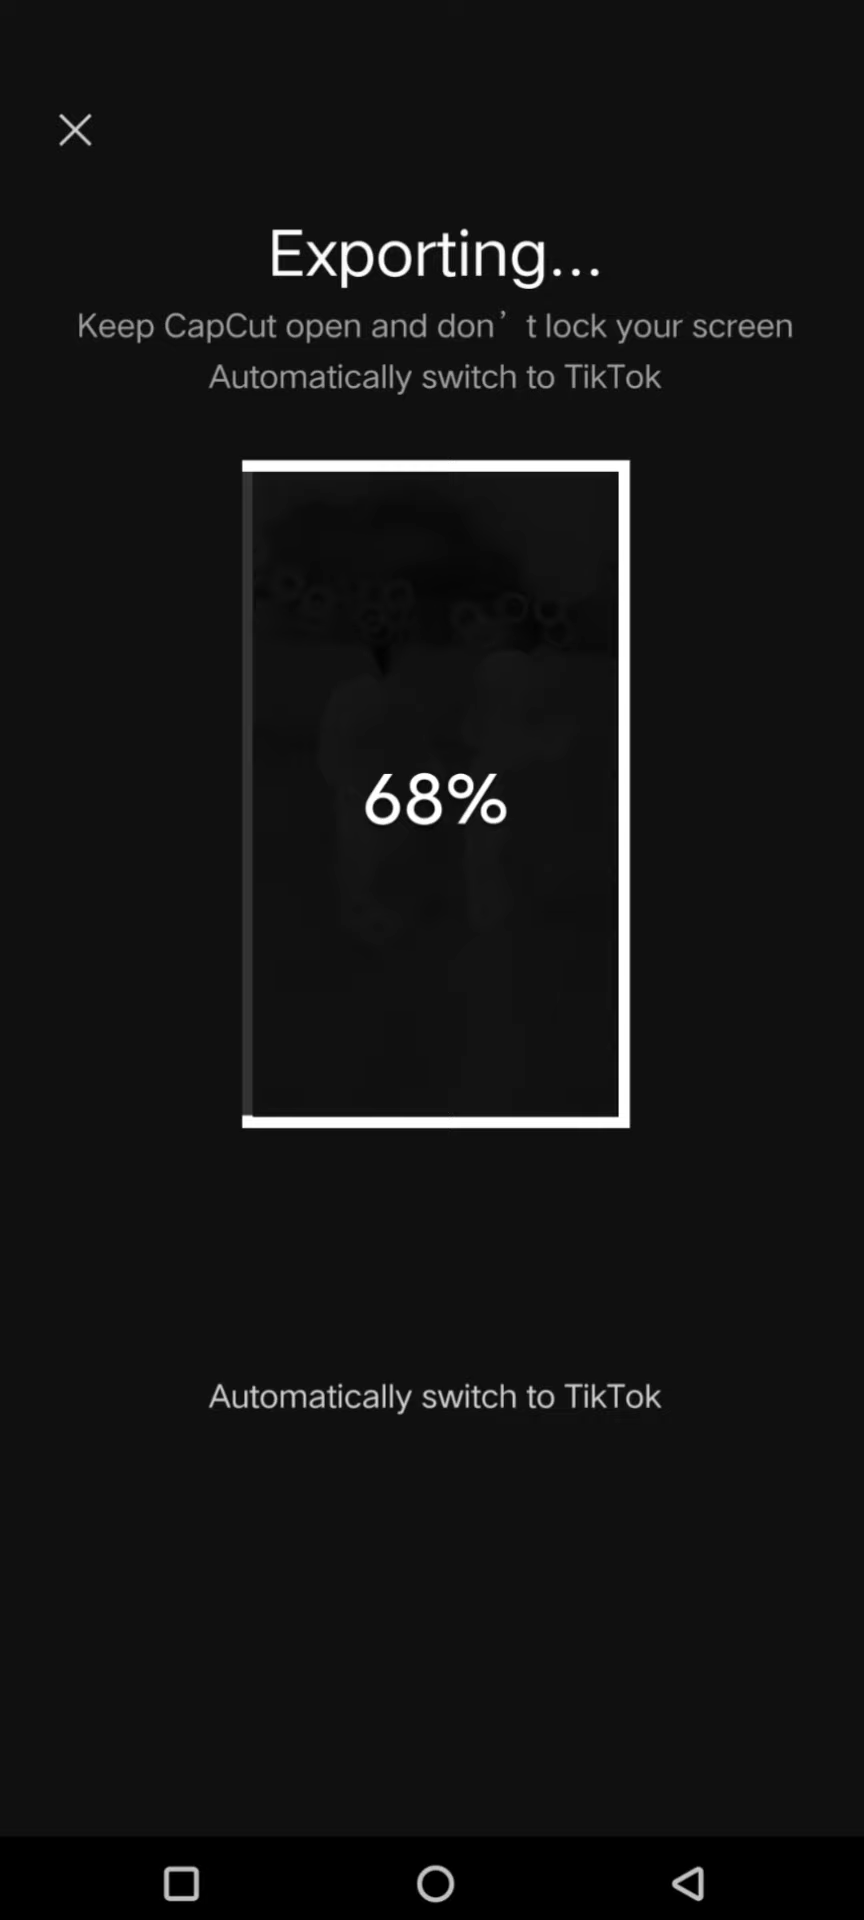 Exporting...
Keep CapCut open and don’t lock your screen
Automatically switch to TikTok
68%
Automatically switch to TikTok